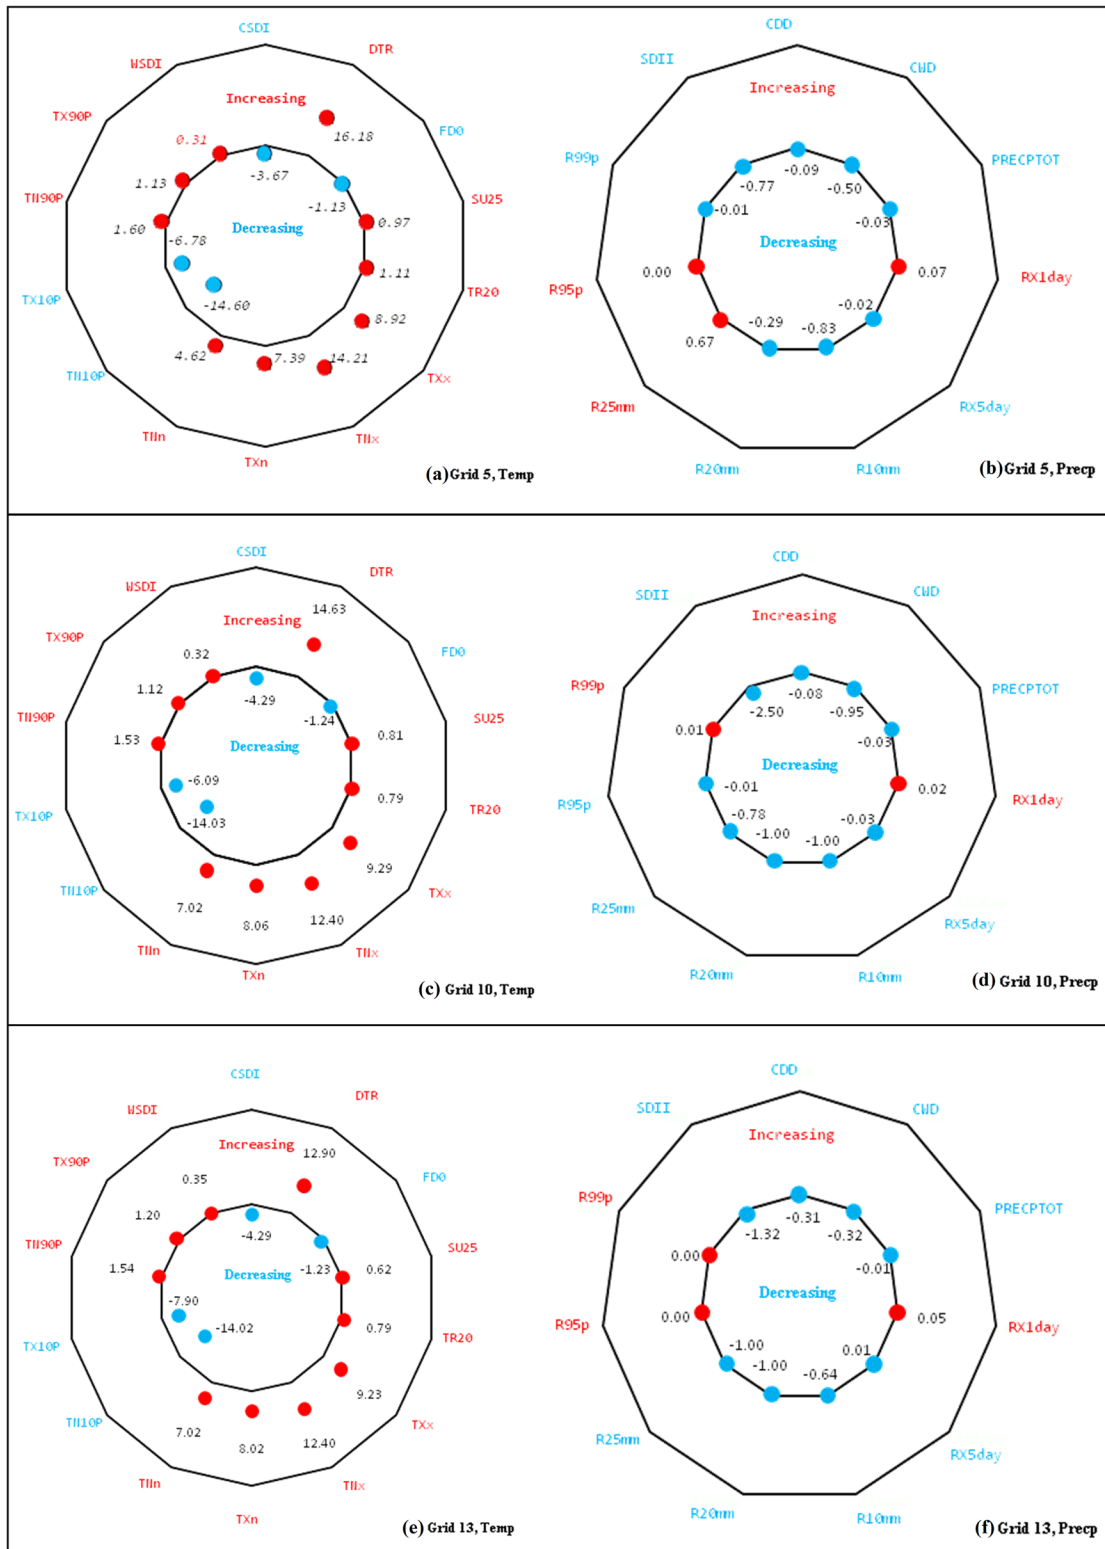 CSDI
DTR
WSDI
Increasing
TX90P
FD0
16.18
0.31
-3.67
1.13
-1.13
TN90P
SU25
1.60
0.97
Decreasing
-6.78
1.11
TX10P
TR20
-14.60
8.92
4.62
7.39
14.21
TN10P
TXx
TNn
TNx
TXn
(a) Grid 5, Temp
CDD
SDII
CWD
Increasing
R99p
PRECPTOT
-0.09
-0.77
-0.50
-0.01
-0.03
Decreasing
0.00
0.07
R95p
RX1day
-0.02
-0.29
-0.83
0.67
R25mm
RX5day
R20mm
R10mm
(b) Grid 5, Precp
CSDI
DTR
WSDI
14.63
Increasing
TX90P
FD0
0.32
-4.29
1.12
-1.24
TN90P
SU25
1.53
0.81
Decreasing
-6.09
0.79
TX10P
TR20
-14.03
9.29
TN10P
TXx
7.02
8.06
12.40
TNn
TNx
TXn
(c) Grid 10, Temp
CDD
SDII
CWD
Increasing
R99p
PRECPTOT
-0.08
-2.50
-0.95
0.01
-0.03
Decreasing
-0.01
0.02
R95p
RX1day
-0.78
-0.03
-1.00
-1.00
R25mm
RX5day
R20mm
R10mm
(d) Grid 10, Precp
CSDI
DTR
WSDI
Increasing
12.90
TX90P
FD0
0.35
1.20
-4.29
TN90P
SU25
1.54
-1.23
0.62
Decreasing
-7.90
-14.02
0.79
TX10P
TR20
9.23
TN10P
TXx
7.02
8.02
12.40
TNn
TNx
TXn
(e) Grid 13, Temp
CDD
SDII
CWD
Increasing
R99p
PRECPTOT
-0.31
-1.32
-0.32
0.00
-0.01
Decreasing
0.00
0.05
R95p
RX1day
-1.00
0.01
-1.00
-0.64
R25mm
RX5day
R20mm
R10mm
(f) Grid 13, Precp